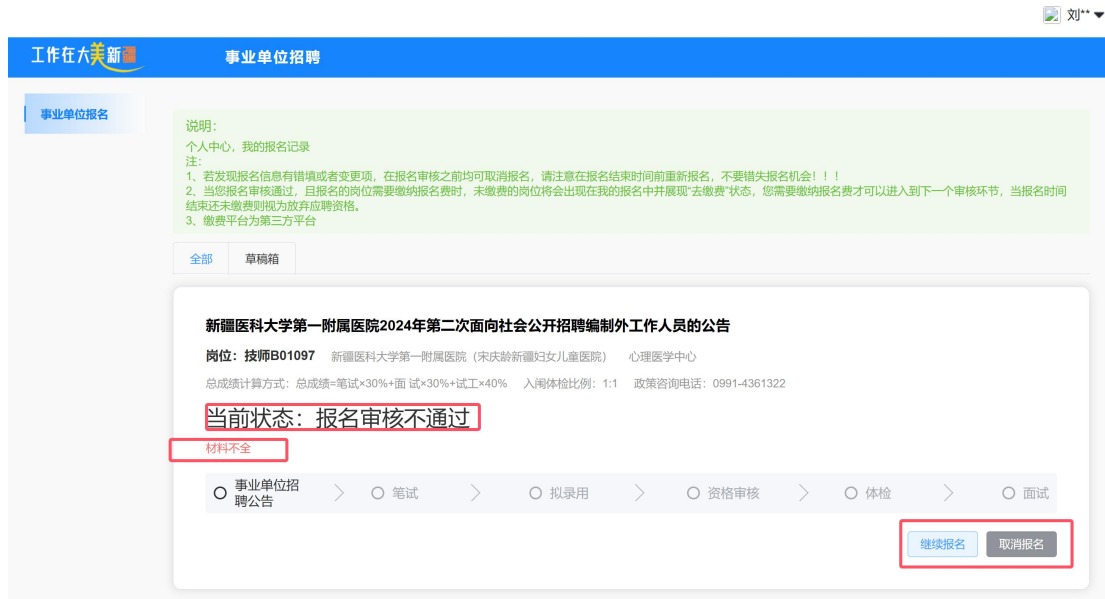 刘**
工作在大美新疆
事业单位招聘
事业单位报名
说明：
个人中心，我的报名记录
注：
1、若发现报名信息有错填或者变更项，在报名审核之前均可取消报名，请注意在报名结束时间前重新报名，不要错失报名机会！！！
2、当您报名审核通过，且报名的岗位需要缴纳报名费时，未缴费的岗位将会出现在我的报名中并展现“去缴费”状态，您需要缴纳报名费才可以进入到下一个审核环节，当报名时间
结束还未缴费则视为放弃应聘资格。
3、缴费平台为第三方平台
全部 草稿箱
新疆医科大学第一附属医院2024年第二次面向社会公开招聘编制外工作人员的公告
岗位：技师B01097 新疆医科大学第一附属医院（宋庆龄新疆妇女儿童医院） 心理医学中心
总成绩计算方式：总成绩=笔试×30%+面 试×30%+试工×40% 入闱体检比例：1:1 政策咨询电话：0991-4361322
当前状态：报名审核不通过
材料不全
事业单位招
聘公告
笔试 拟录用 资格审核 体检 面试
继续报名 取消报名